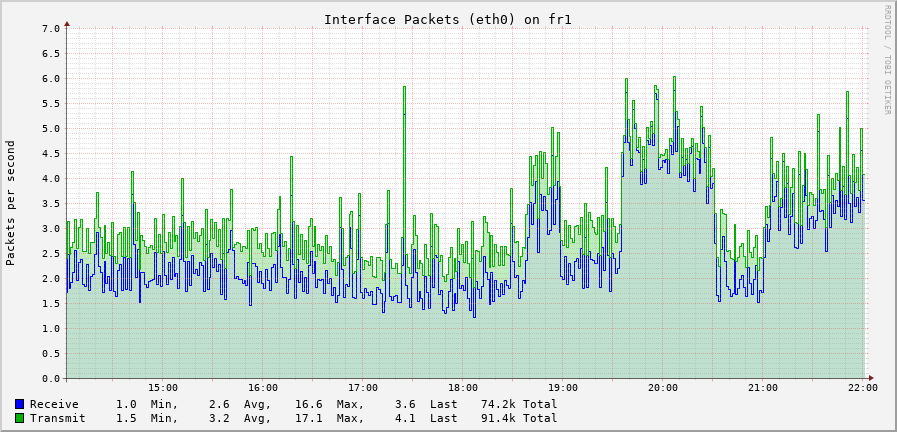 Interface Packets (eth0) on fr1
RRDTOOL / TOBI OETIKER
Packets per second
7.0
6.5
6.0
5.5
5.0
4.5
4.0
3.5
3.0
2.5
2.0
1.5
1.0
0.5
0.0
15:00 16:00 17:00 18:00 19:00 20:00 21:00 22:00
Receive 1.0 Min, 2.6 Avg, 16.6 Max, 3.6 Last 74.2k Total
Transmit 1.5 Min, 3.2 Avg, 17.1 Max, 4.1 Last 91.4k Total